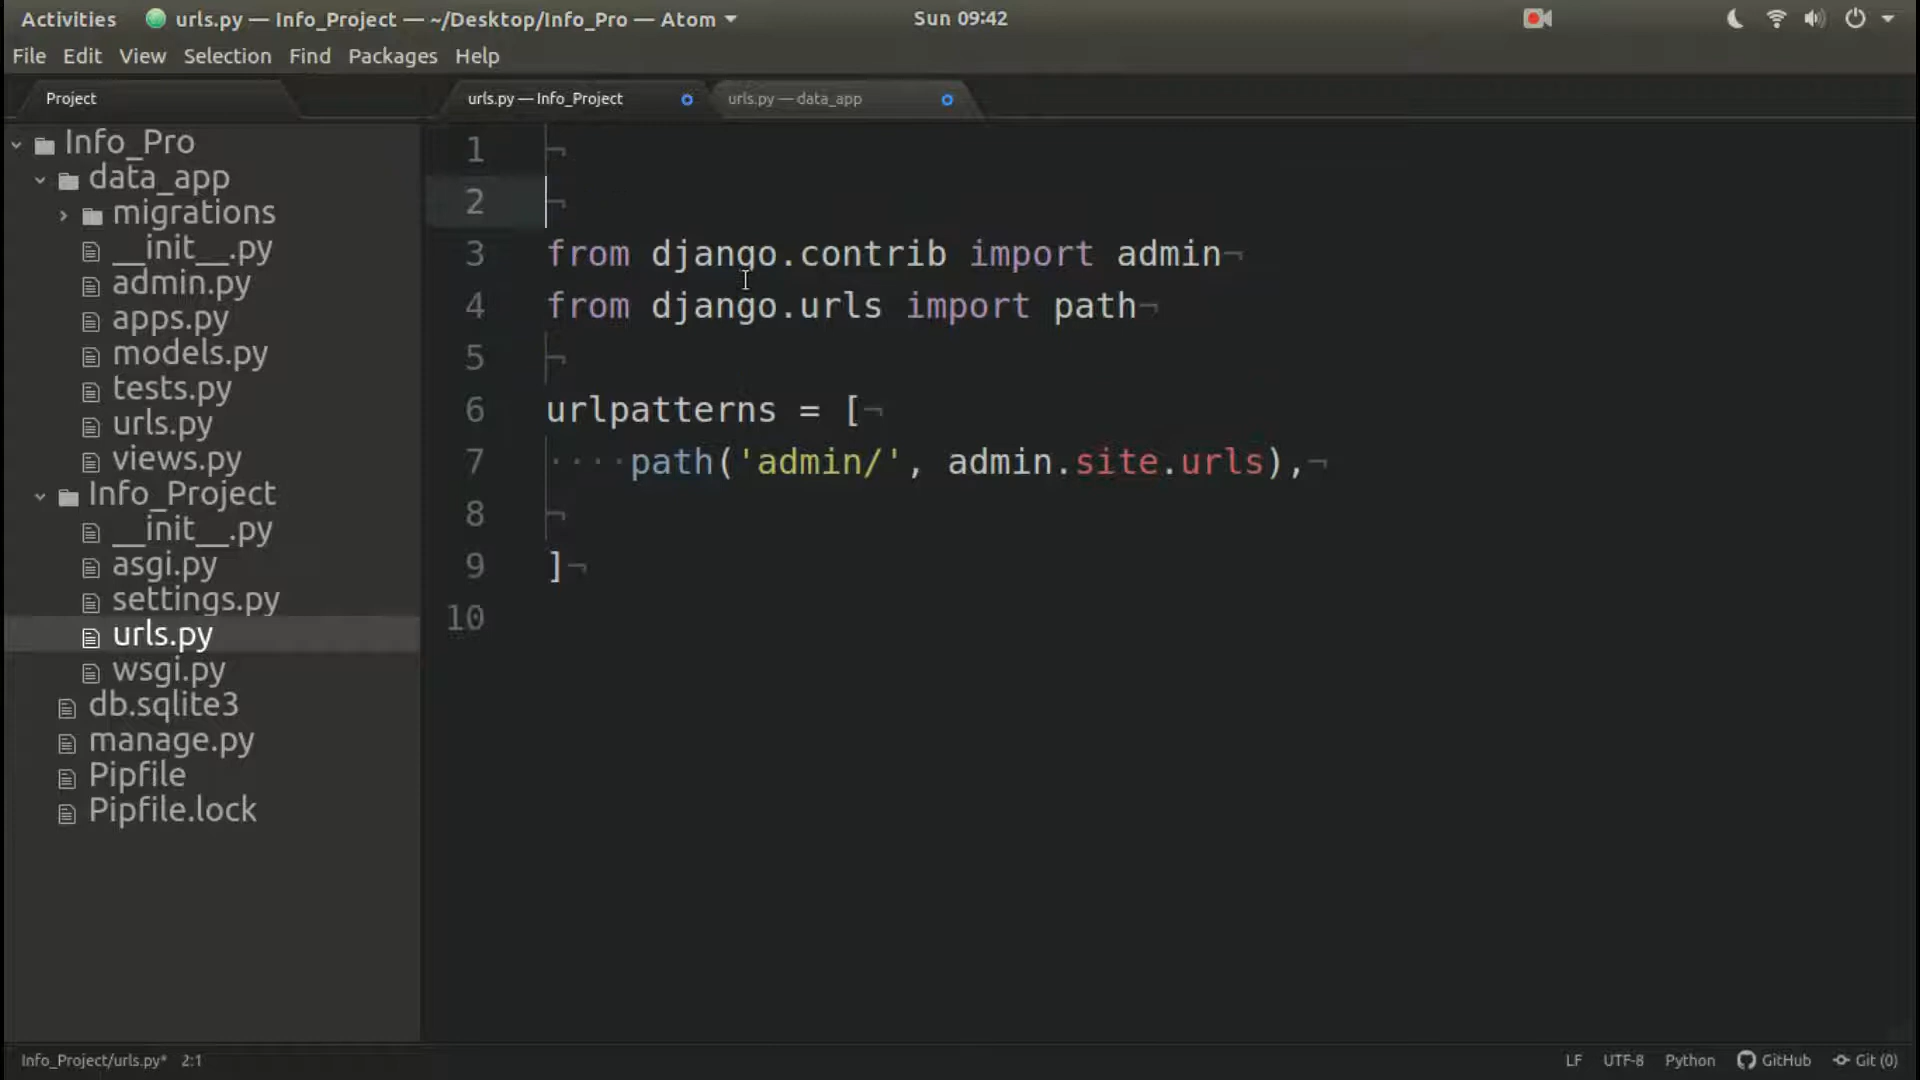 Activities urls.py — Info_Project — ~/Desktop/Info_Pro — Atom Sun 09:42
File Edit View Selection Find Packages Help
Project urls.py — Info_Project urls.py — data_app
Info_Pro
data_app
migrations
__init__.py
admin.py
apps.py
models.py
tests.py
urls.py
views.py
Info_Project
__init__.py
asgi.py
settings.py
urls.py
wsgi.py
db.sqlite3
manage.py
Pipfile
Pipfile.lock
1 ¬
2 ¬
3 from django.contrib import admin¬
4 from django.urls import path¬
5 ¬
6 urlpatterns = [¬
7 ····path('admin/', admin.site.urls),¬
8 ¬
9 ]¬
10
Info_Project/urls.py* 2:1 LF UTF-8 Python GitHub Git (0)